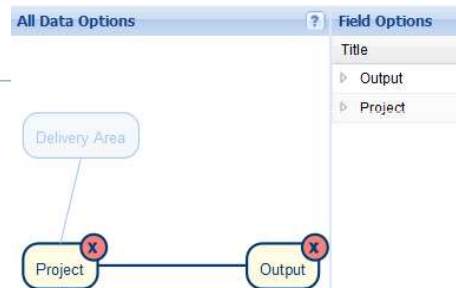 All Data Options
?
Field Options
Title
Output
Project
Delivery Area
X
X
Project
Output